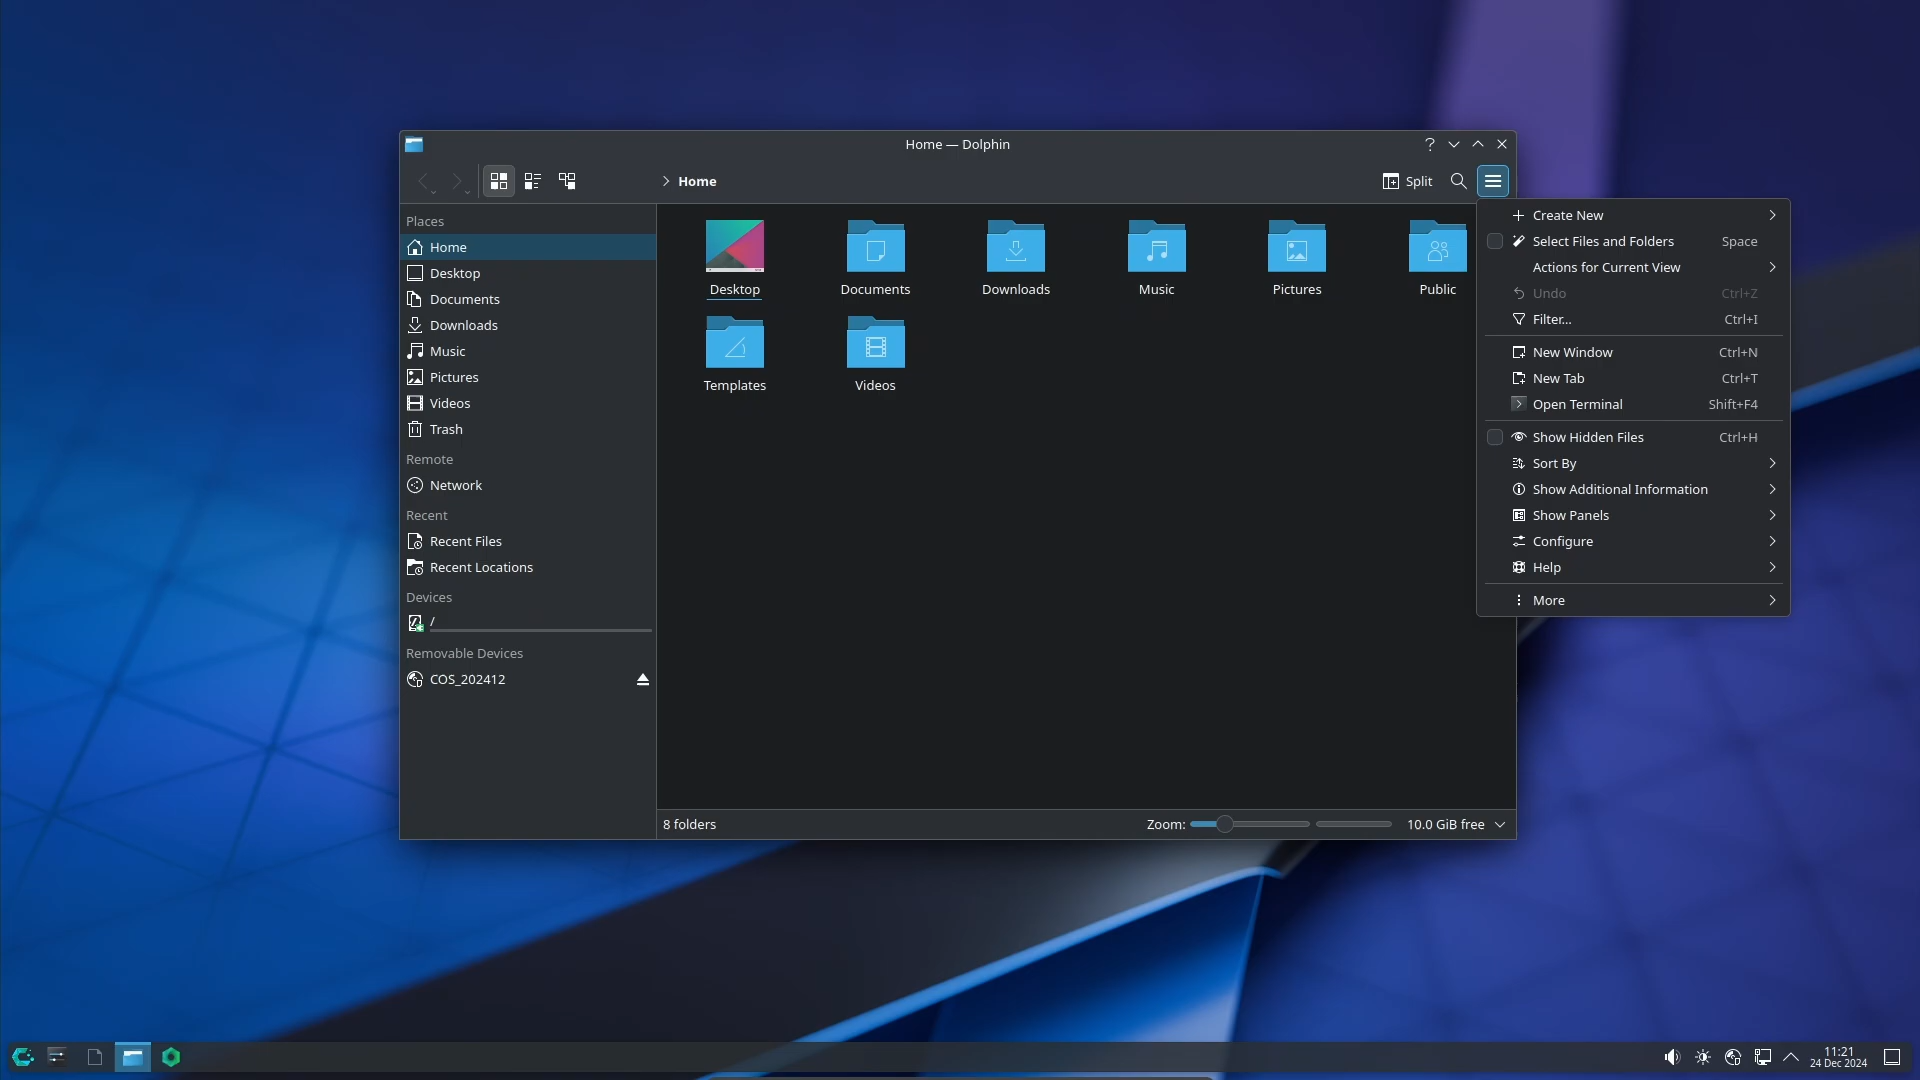 Home — Dolphin
Home
Split
Places
Home
Desktop
Documents
Downloads
Music
Pictures
Videos
Trash
Remote
Network
Recent
Recent Files
Recent Locations
Devices
/
Removable Devices
COS_202412
Desktop
Documents
Downloads
Music
Pictures
Public
Templates
Videos
Create New
Select Files and Folders Space
Actions for Current View
Undo Ctrl+Z
Filter... Ctrl+I
New Window Ctrl+N
New Tab Ctrl+T
Open Terminal Shift+F4
Show Hidden Files Ctrl+H
Sort By
Show Additional Information
Show Panels
Configure
Help
More
8 folders
Zoom:
10.0 GiB free
11:21
24 Dec 2024